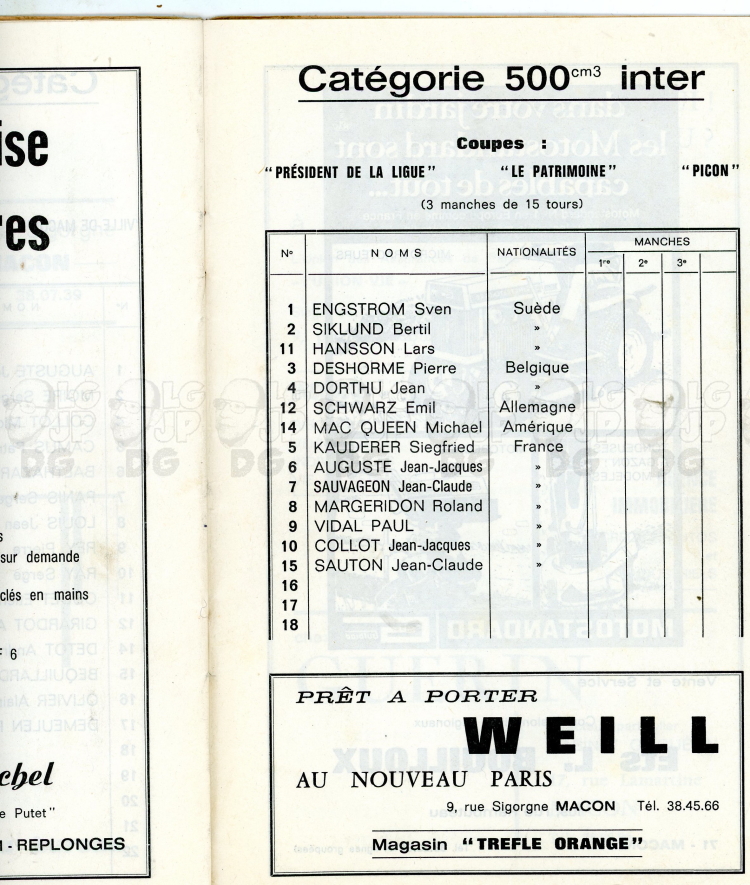 ise
res
s
sur demande
clés en mains
F 6
chel
e Putet"
- REPLONGES
Catégorie 500cm3 inter
Coupes :
"PRÉSIDENT DE LA LIGUE" "LE PATRIMOINE" "PICON"
(3 manches de 15 tours)
N° NOMS NATIONALITÉS MANCHES
1re 2e 3e
1 ENGSTROM Sven Suède
2 SIKLUND Bertil »
11 HANSSON Lars »
3 DESHORME Pierre Belgique
4 DORTHU Jean »
12 SCHWARZ Emil Allemagne
14 MAC QUEEN Michael Amérique
5 KAUDERER Siegfried France
6 AUGUSTE Jean-Jacques »
7 SAUVAGEON Jean-Claude »
8 MARGERIDON Roland »
9 VIDAL PAUL »
10 COLLOT Jean-Jacques »
15 SAUTON Jean-Claude »
16
17
18
PRÊT A PORTER
WEILL
AU NOUVEAU PARIS
9, rue Sigorgne MACON Tél. 38.45.66
Magasin "TREFLE ORANGE"
LG JP DG